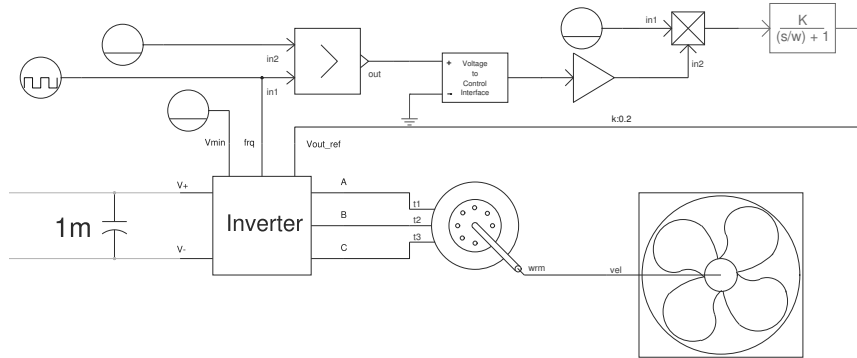 in1
K
(s/w) + 1
in2
in2
>
out
+
Voltage
to
Control
Interface
-
in1
k:0.2
Vmin
frq
Vout_ref
V+
A
t1
1m
Inverter
B
t2
V-
C
t3
wrm
vel